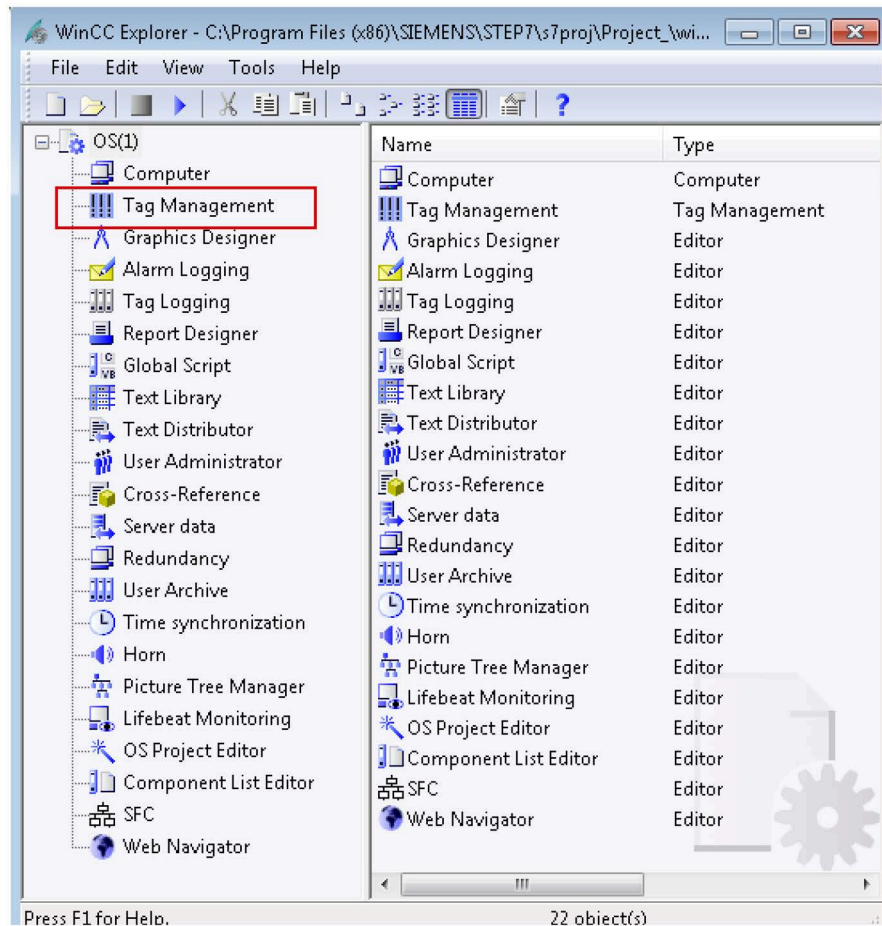 WinCC Explorer - C:\Program Files (x86)\SIEMENS\STEP7\s7proj\Project_\wi...
File Edit View Tools Help
OS(1)
Computer
Tag Management
Graphics Designer
Alarm Logging
Tag Logging
Report Designer
Global Script
Text Library
Text Distributor
User Administrator
Cross-Reference
Server data
Redundancy
User Archive
Time synchronization
Horn
Picture Tree Manager
Lifebeat Monitoring
OS Project Editor
Component List Editor
SFC
Web Navigator
Name Type
Computer Computer
Tag Management Tag Management
Graphics Designer Editor
Alarm Logging Editor
Tag Logging Editor
Report Designer Editor
Global Script Editor
Text Library Editor
Text Distributor Editor
User Administrator Editor
Cross-Reference Editor
Server data Editor
Redundancy Editor
User Archive Editor
Time synchronization Editor
Horn Editor
Picture Tree Manager Editor
Lifebeat Monitoring Editor
OS Project Editor Editor
Component List Editor Editor
SFC Editor
Web Navigator Editor
Press F1 for Help. 22 object(s)